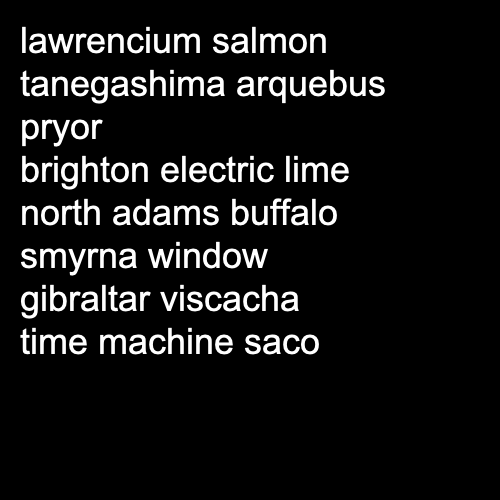 lawrencium salmon
tanegashima arquebus
pryor
brighton electric lime
north adams buffalo
smyrna window
gibraltar viscacha
time machine saco